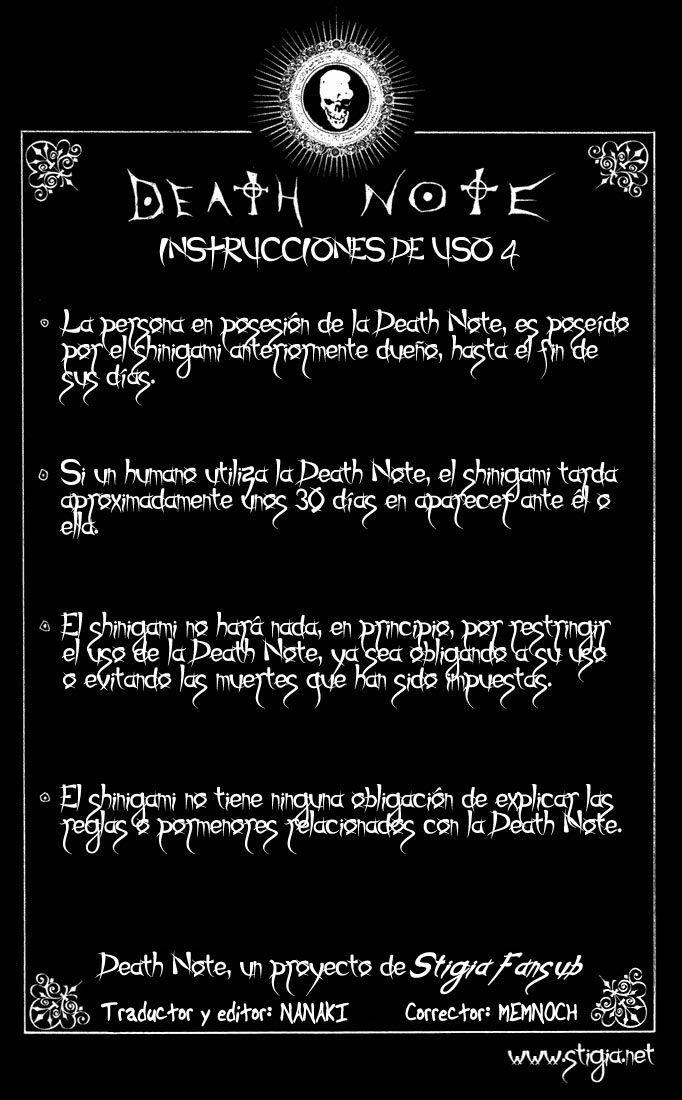 DEATH NOTE
INSTRUCCIONES DE USO 4
La persona en posesión de la Death Note, es poseído
por el shinigami anteriormente dueño, hasta el fin de
sus días.
Si un humano utiliza la Death Note, el shinigami tarda
aproximadamente unos 30 días en aparecer ante él o
ella.
El shinigami no hará nada, en principio, por restringir
el uso de la Death Note, ya sea obligando a su uso
o evitando las muertes que han sido impuestas.
El shinigami no tiene ninguna obligación de explicar las
reglas o pormenores relacionados con la Death Note.
Death Note, un proyecto de Stigia Fansub
Traductor y editor: NANAKI Corrector: MEMNOCH
www.stigia.net